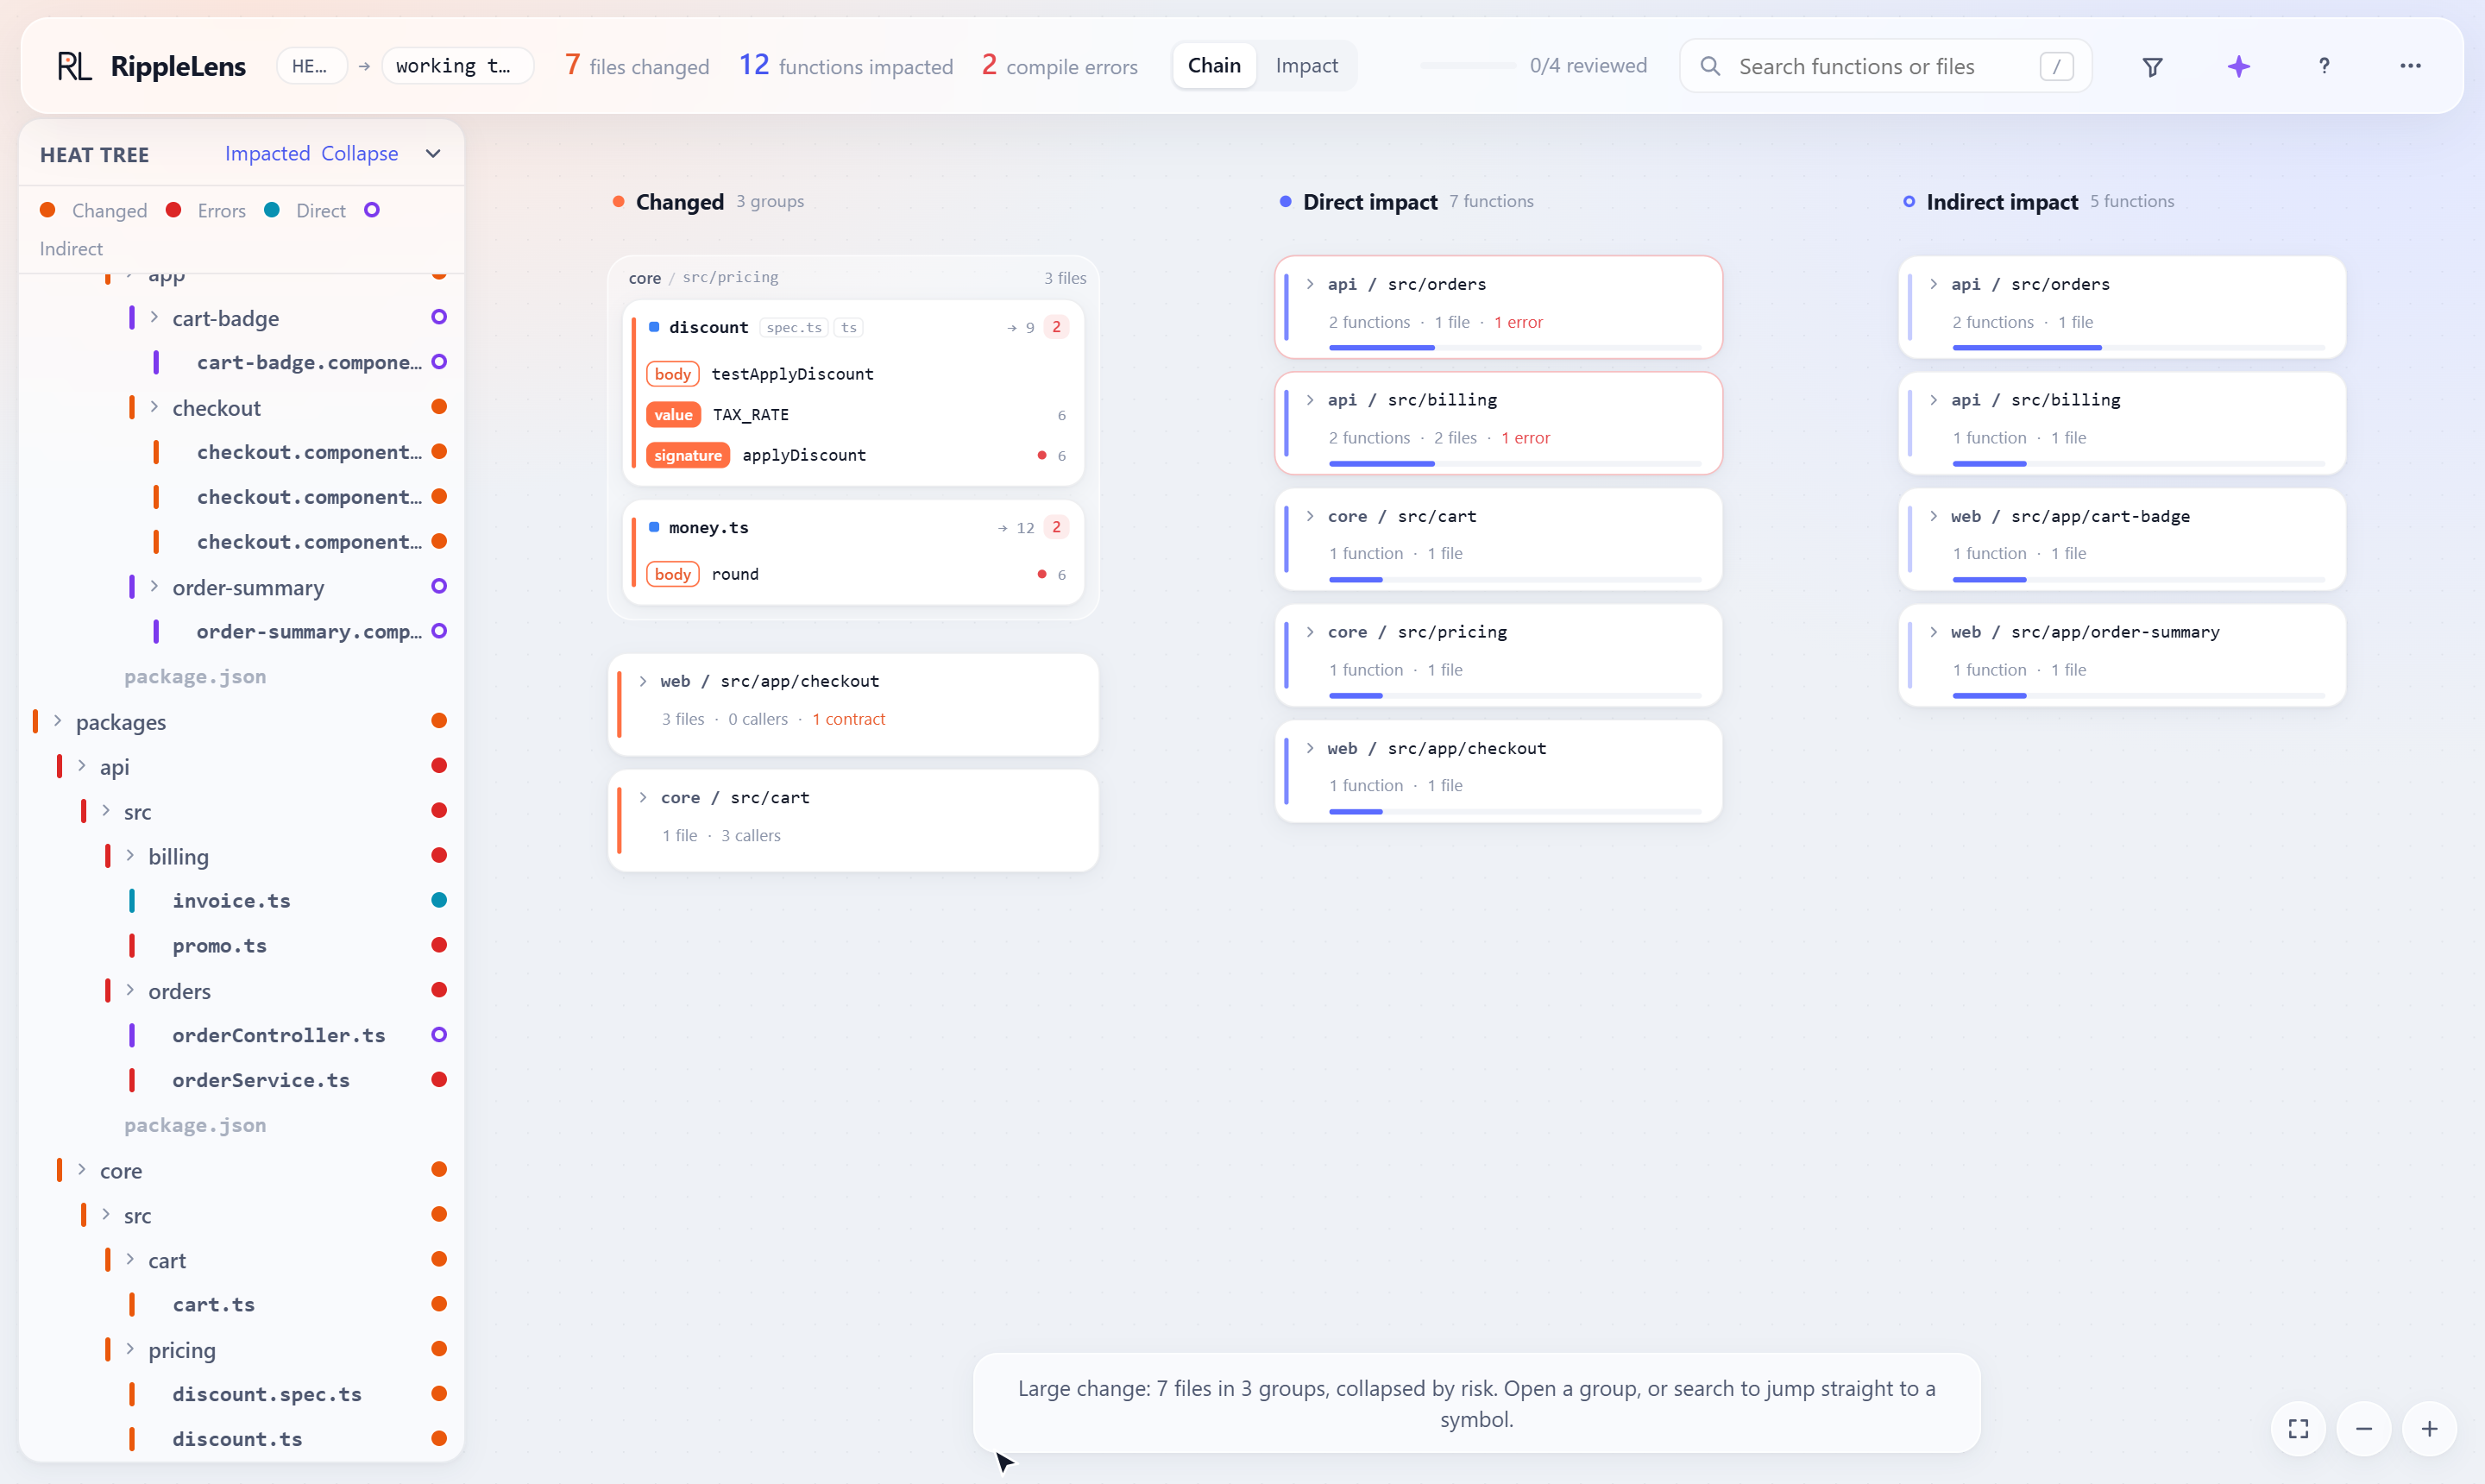 RL RippleLens HE… → working t… 7 files changed 12 functions impacted 2 compile errors Chain Impact 0/4 reviewed Search functions or files / ? ···
HEAT TREE Impacted Collapse
Changed Errors Direct
Indirect
app
cart-badge
cart-badge.compone…
checkout
checkout.component…
checkout.component…
checkout.component…
order-summary
order-summary.comp…
package.json
packages
api
src
billing
invoice.ts
promo.ts
orders
orderController.ts
orderService.ts
package.json
core
src
cart
cart.ts
pricing
discount.spec.ts
discount.ts
Changed 3 groups
core / src/pricing 3 files
discount spec.ts ts → 9 2
body testApplyDiscount
value TAX_RATE 6
signature applyDiscount 6
money.ts → 12 2
body round 6
web / src/app/checkout
3 files · 0 callers · 1 contract
core / src/cart
1 file · 3 callers
Direct impact 7 functions
api / src/orders
2 functions · 1 file · 1 error
api / src/billing
2 functions · 2 files · 1 error
core / src/cart
1 function · 1 file
core / src/pricing
1 function · 1 file
web / src/app/checkout
1 function · 1 file
Indirect impact 5 functions
api / src/orders
2 functions · 1 file
api / src/billing
1 function · 1 file
web / src/app/cart-badge
1 function · 1 file
web / src/app/order-summary
1 function · 1 file
Large change: 7 files in 3 groups, collapsed by risk. Open a group, or search to jump straight to a
symbol.